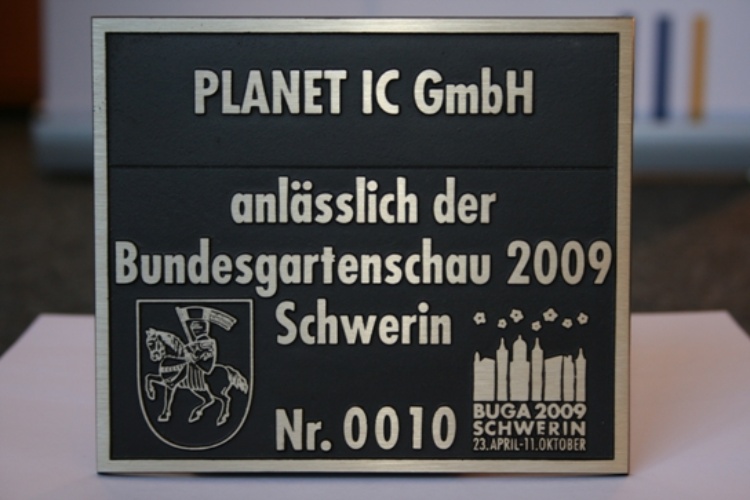 PLANET IC GmbH
anlässlich der
Bundesgartenschau 2009
Schwerin
Nr. 0010
BUGA 2009
SCHWERIN
23. APRIL-11. OKTOBER